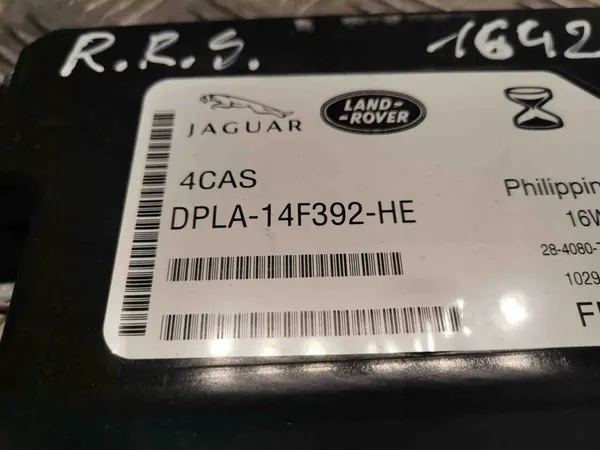 R.R.S. 1642
JAGUAR
LAND-
ROVER
4CAS
DPLA-14F392-HE
Philippin
16W
28-4080-
1029